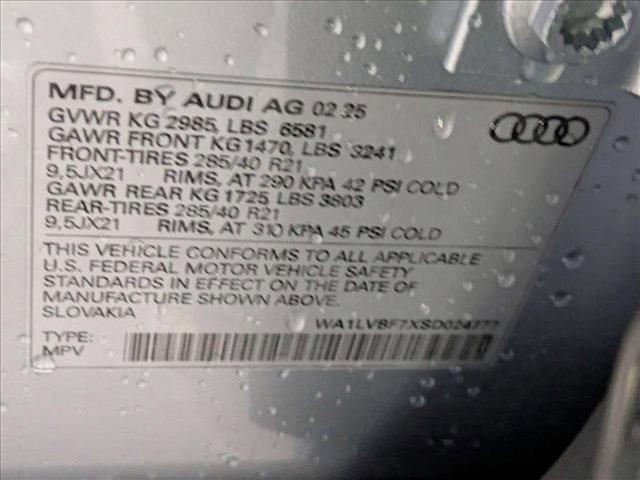 MFD. BY AUDI AG 02 25
GVWR KG 2985, LBS 6581
GAWR FRONT KG 1470, LBS 3241
FRONT-TIRES 285/40 R21
9,5JX21 RIMS, AT 290 KPA 42 PSI COLD
GAWR REAR KG 1725 LBS 3803
REAR-TIRES 285/40 R21
9,5JX21 RIMS, AT 310 KPA 45 PSI COLD
THIS VEHICLE CONFORMS TO ALL APPLICABLE
U.S. FEDERAL MOTOR VEHICLE SAFETY
STANDARDS IN EFFECT ON THE DATE OF
MANUFACTURE SHOWN ABOVE.
SLOVAKIA
WA1LVBF7XSD024777
TYPE:
MPV